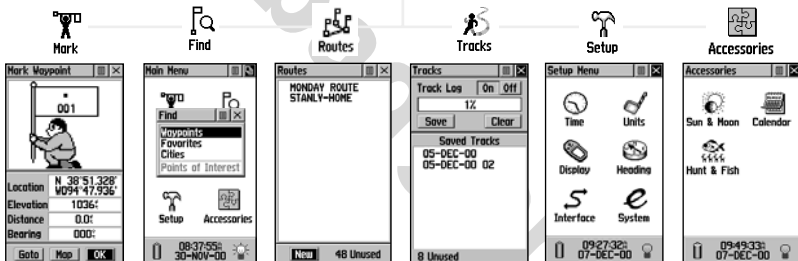 Mark
Find
Routes
Tracks
Setup
Accessories
Mark Waypoint
001
Location
N 38°51.328'
W094°47.936'
Elevation
1036
Distance
0.0
Bearing
000
Goto
Map
OK
Main Menu
Find
Waypoints
Favorites
Cities
Points of Interest
Setup
Accessories
08:37:55
30-NOV-00
Routes
MONDAY ROUTE
STANLY-HOME
New
48 Unused
Tracks
Track Log
On
Off
1%
Save
Clear
Saved Tracks
05-DEC-00
05-DEC-00 02
8 Unused
Setup Menu
Time
Units
Display
Heading
Interface
System
09:27:32
07-DEC-00
Accessories
Sun & Moon
Calendar
Hunt & Fish
09:49:33
07-DEC-00